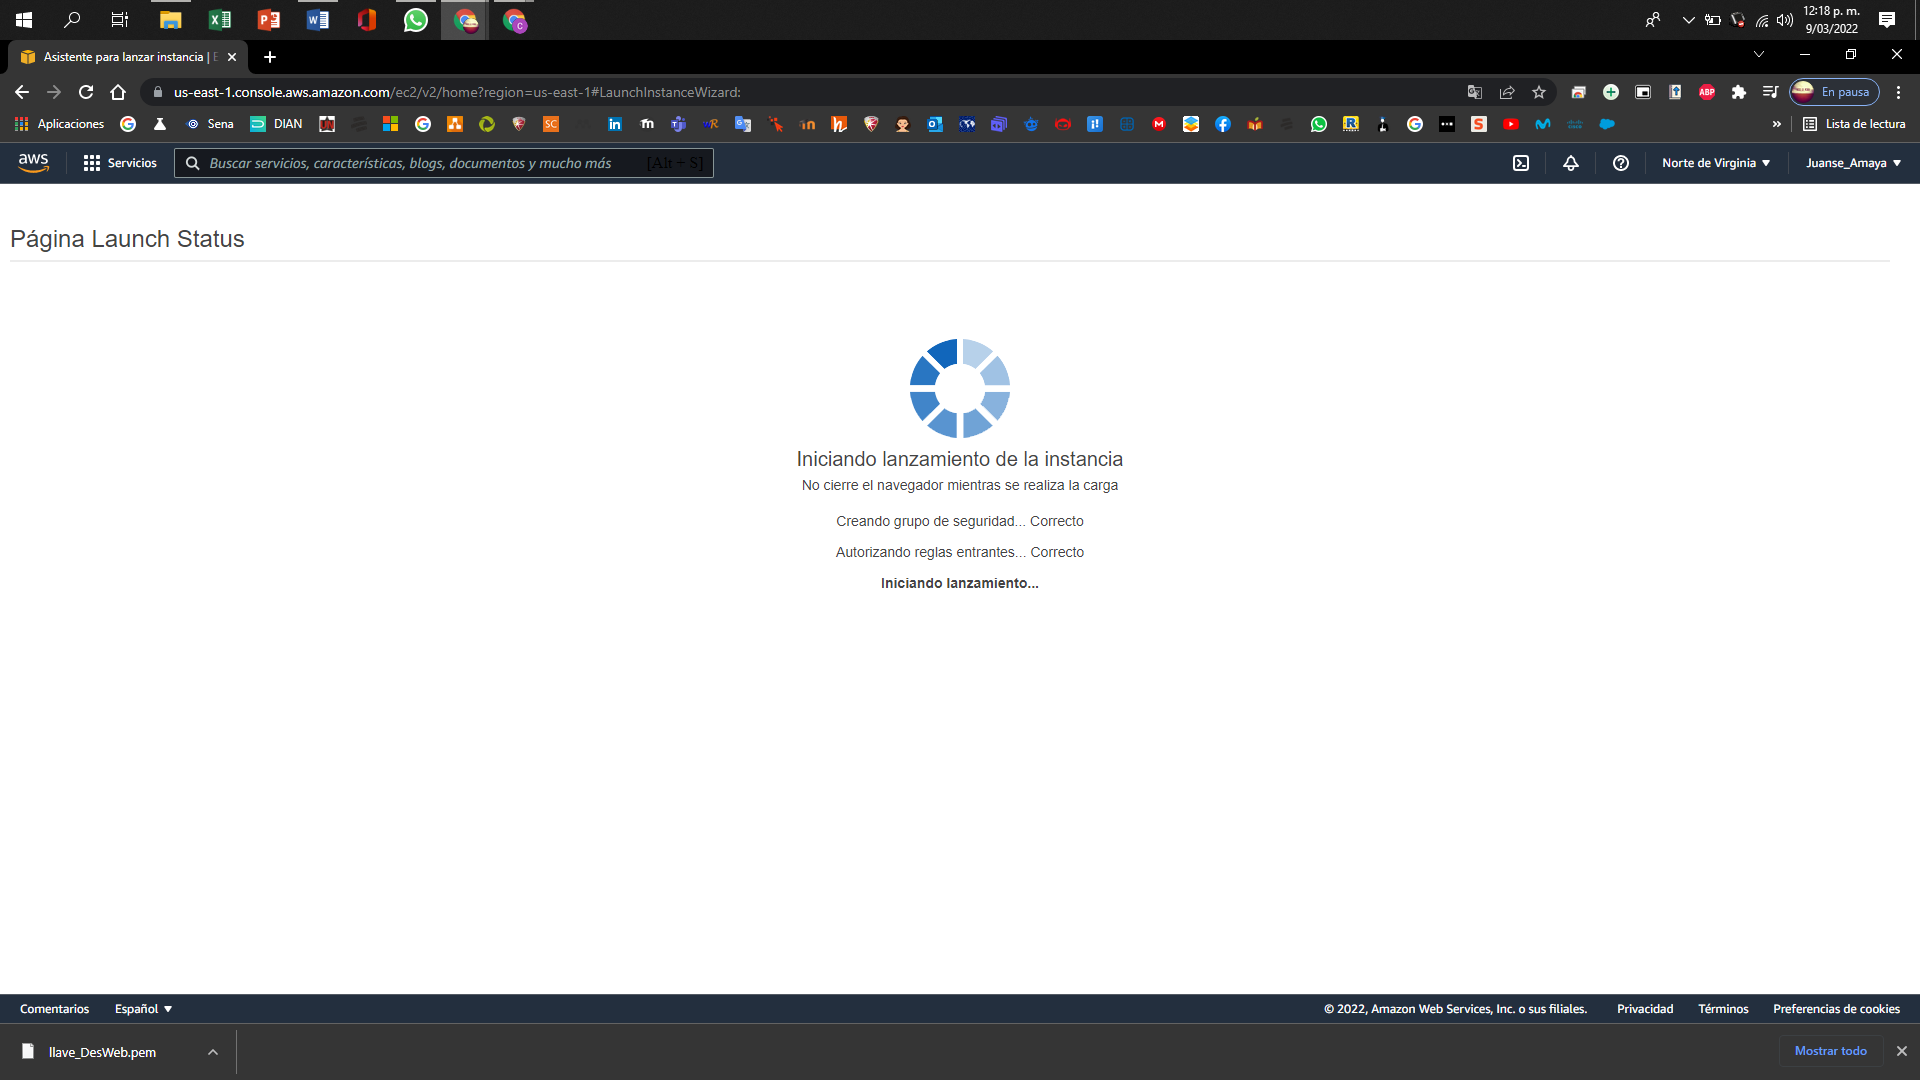 12:18 p. m.
9/03/2022
Asistente para lanzar instancia | E
us-east-1.console.aws.amazon.com/ec2/v2/home?region=us-east-1#LaunchInstanceWizard:
ABP
En pausa
Aplicaciones
Sena
DIAN
SC
Lista de lectura
aws
Servicios
Buscar servicios, características, blogs, documentos y mucho más
[Alt + S]
Norte de Virginia
Juanse_Amaya
Página Launch Status
Iniciando lanzamiento de la instancia
No cierre el navegador mientras se realiza la carga
Creando grupo de seguridad... Correcto
Autorizando reglas entrantes... Correcto
Iniciando lanzamiento...
Comentarios
Español
© 2022, Amazon Web Services, Inc. o sus filiales.
Privacidad
Términos
Preferencias de cookies
llave_DesWeb.pem
Mostrar todo